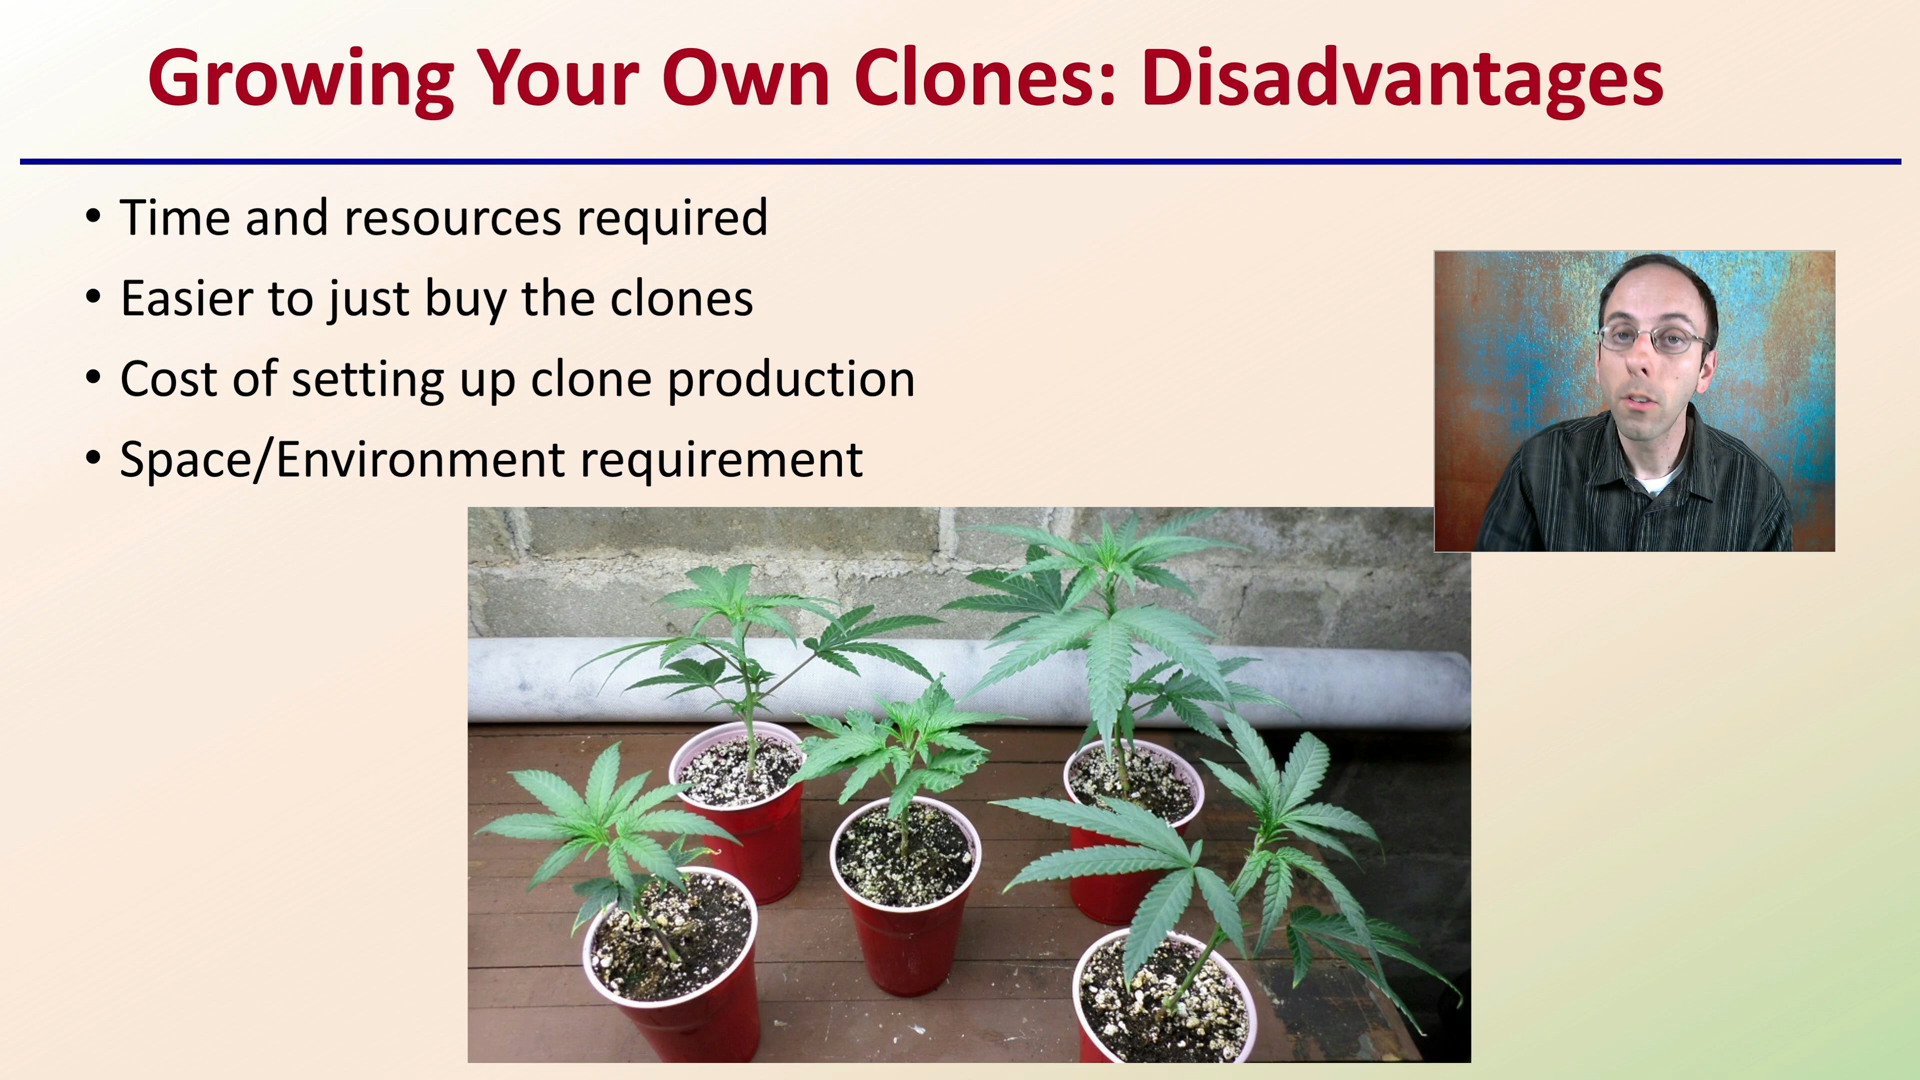 Growing Your Own Clones: Disadvantages
• Time and resources required
• Easier to just buy the clones
• Cost of setting up clone production
• Space/Environment requirement